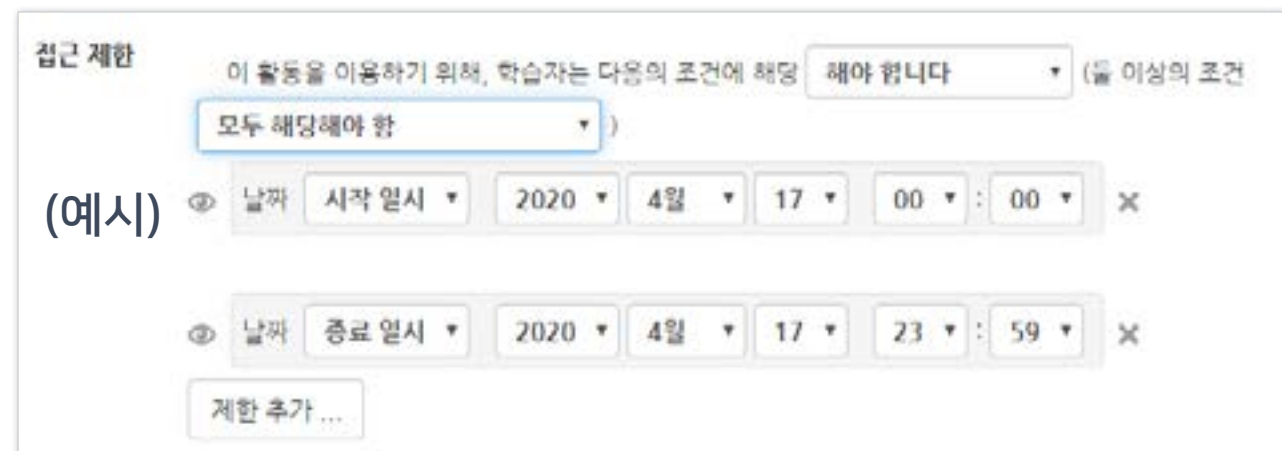 접근 제한
이 활동을 이용하기 위해, 학습자는 다음의 조건에 해당 해야 합니다 (둘 이상의 조건
모두 해당해야 함 )
(예시) 날짜 시작 일시 2020 4월 17 00 : 00
날짜 종료 일시 2020 4월 17 23 : 59
제한 추가 ...